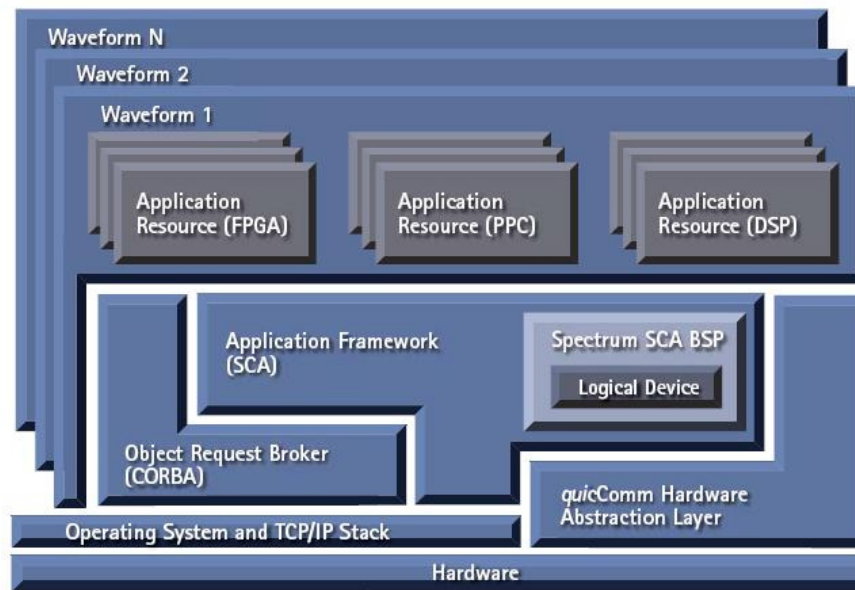 Waveform N
Waveform 2
Waveform 1
Application
Resource (FPGA)
Application
Resource (PPC)
Application
Resource (DSP)
Application Framework
(SCA)
Spectrum SCA BSP
Logical Device
Object Request Broker
(CORBA)
quicComm Hardware
Abstraction Layer
Operating System and TCP/IP Stack
Hardware